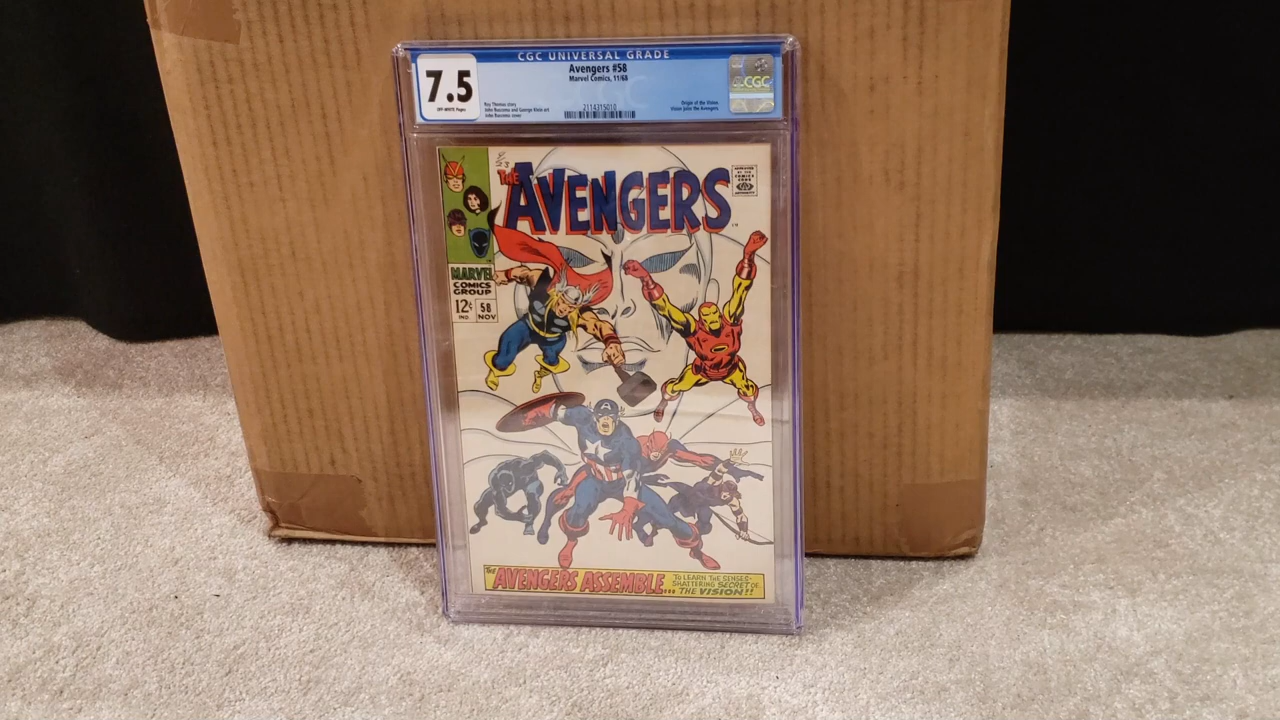 CGC UNIVERSAL GRADE
7.5
OFF-WHITE Pages
Avengers #58
Marvel Comics, 11/68
Roy Thomas story
John Buscema and George Klein art
John Buscema cover
2114315010
Origin of the Vision.
Vision joins the Avengers.
CGC
THE AVENGERS
APPROVED
BY THE
COMICS
CODE
AUTHORITY
MARVEL
COMICS
GROUP
12¢
IND.
58
NOV
THE AVENGERS ASSEMBLE...
TO LEARN THE SENSES-
SHATTERING SECRET OF...
THE VISION!!